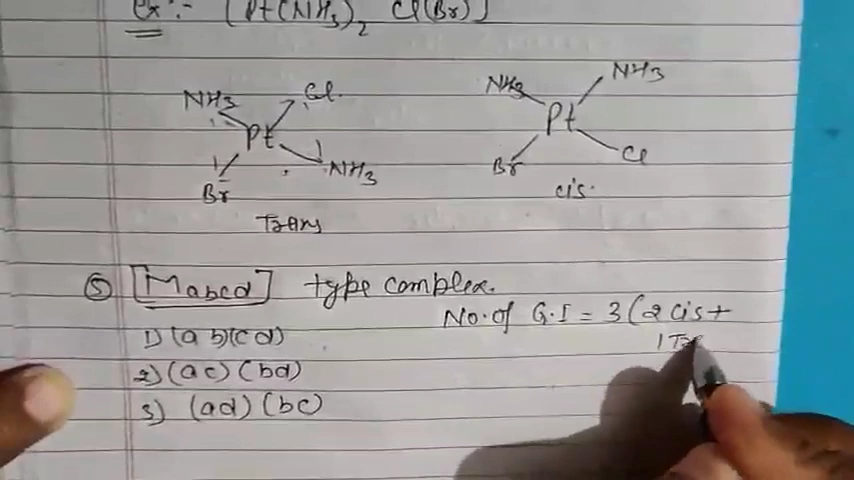 Ex :- [Pt(NH3)2 Cl(Br)]
NH3 Cl
Pt
Br NH3
Trans
NH3 NH3
Pt
Br Cl
cis.
⑤ [Mabcd] type complex.
No. of G.I = 3 (2 cis +
1) (ab)(cd)
1 Tra
2) (ac) (bd)
3) (ad) (bc)